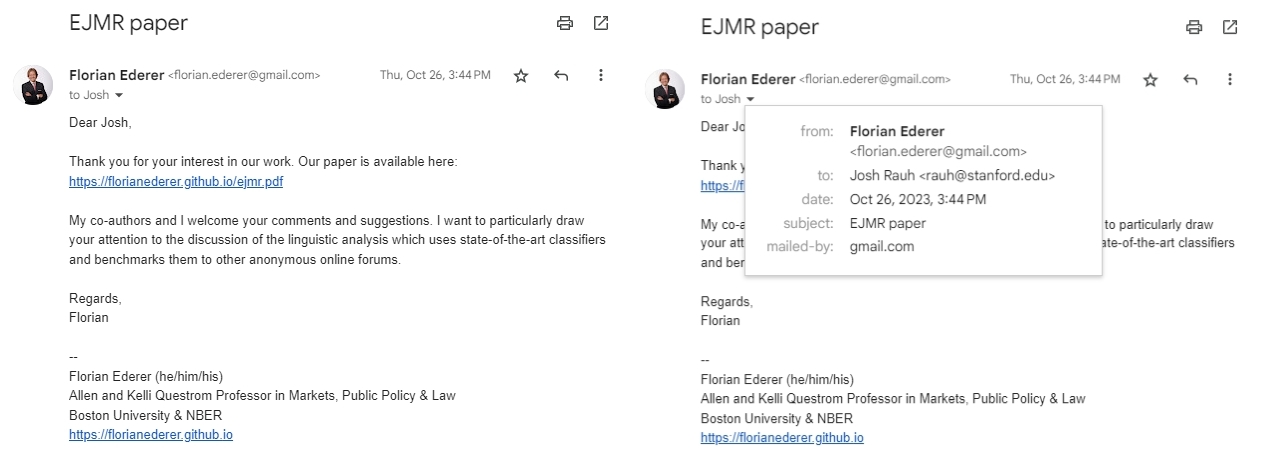 EJMR paper
Florian Ederer <florian.ederer@gmail.com>
Thu, Oct 26, 3:44 PM
to Josh
Dear Josh,
Thank you for your interest in our work. Our paper is available here:
https://florianederer.github.io/ejmr.pdf
My co-authors and I welcome your comments and suggestions. I want to particularly draw
your attention to the discussion of the linguistic analysis which uses state-of-the-art classifiers
and benchmarks them to other anonymous online forums.
Regards,
Florian
--
Florian Ederer (he/him/his)
Allen and Kelli Questrom Professor in Markets, Public Policy & Law
Boston University & NBER
https://florianederer.github.io
EJMR paper
Florian Ederer <florian.ederer@gmail.com>
Thu, Oct 26, 3:44 PM
to Josh
Dear Jo
from: Florian Ederer
<florian.ederer@gmail.com>
to: Josh Rauh <rauh@stanford.edu>
date: Oct 26, 2023, 3:44 PM
subject: EJMR paper
mailed-by: gmail.com
Thank y
https://fl
My co-a to particularly draw
your att ate-of-the-art classifiers
and ber
Regards,
Florian
--
Florian Ederer (he/him/his)
Allen and Kelli Questrom Professor in Markets, Public Policy & Law
Boston University & NBER
https://florianederer.github.io